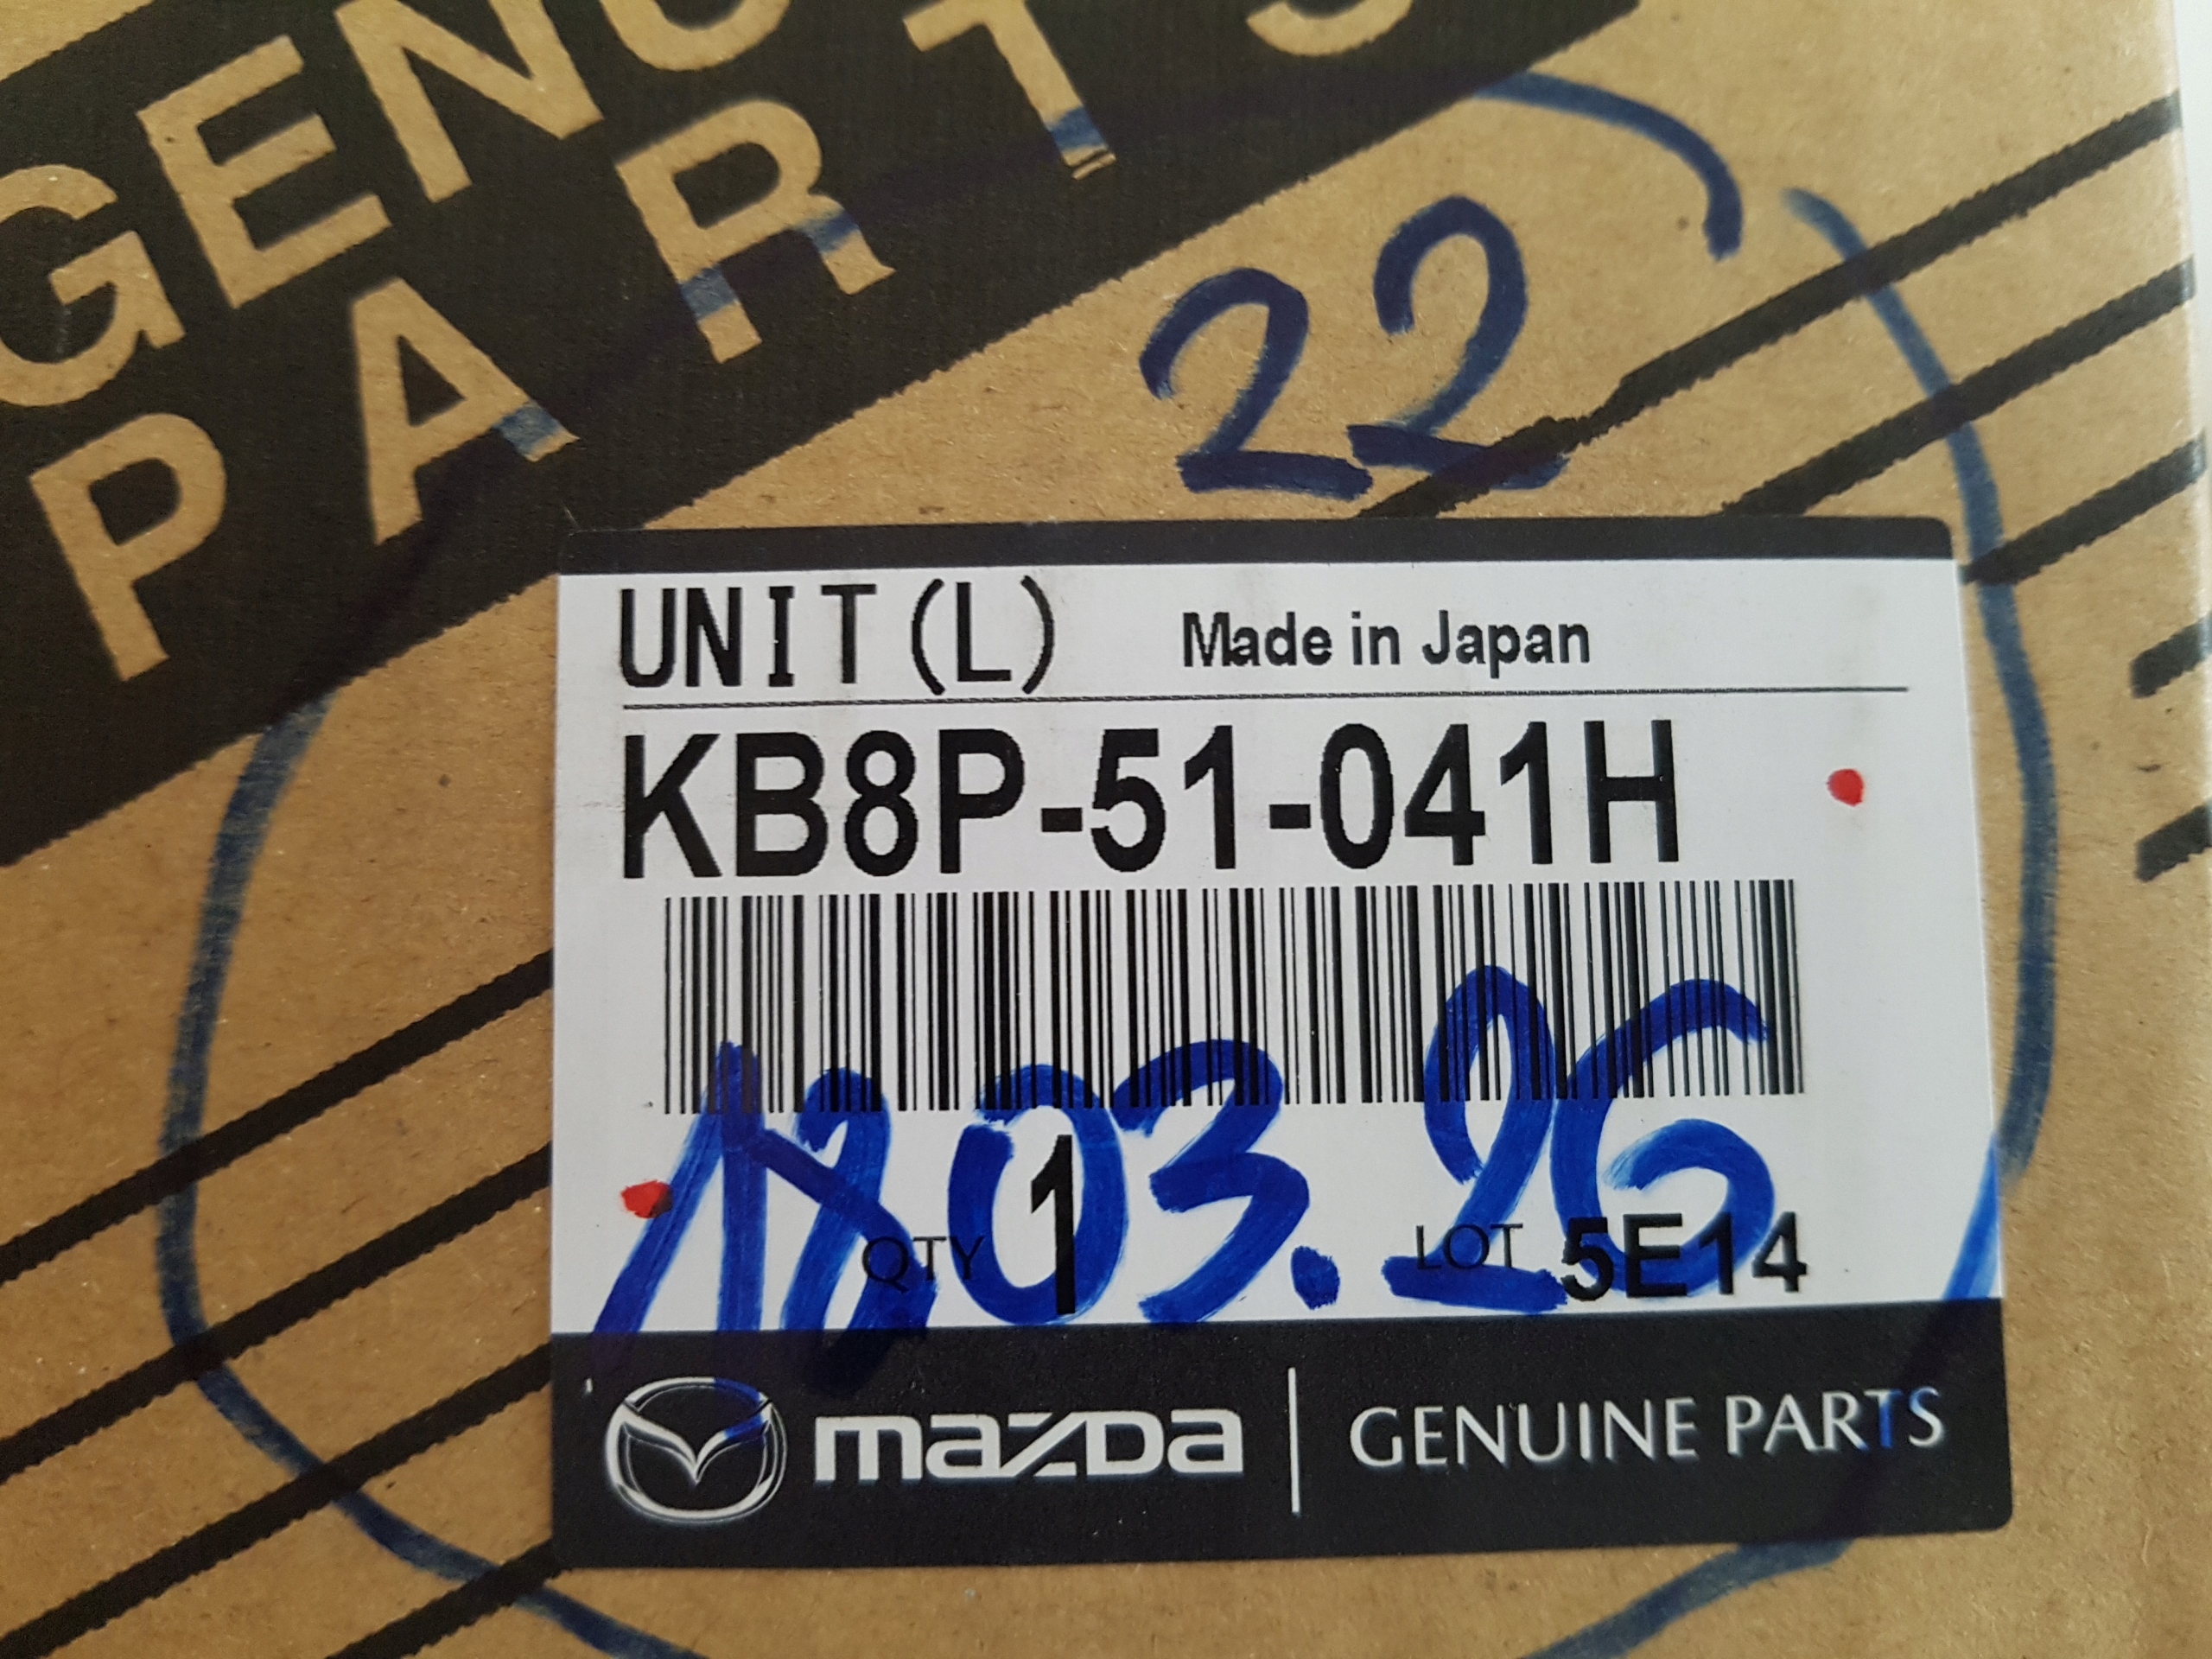 GENU
PARTS
22
UNIT(L) Made in Japan
KB8P-51-041H
18.03.26
QTY 1 LOT 5E14
mazda GENUINE PARTS